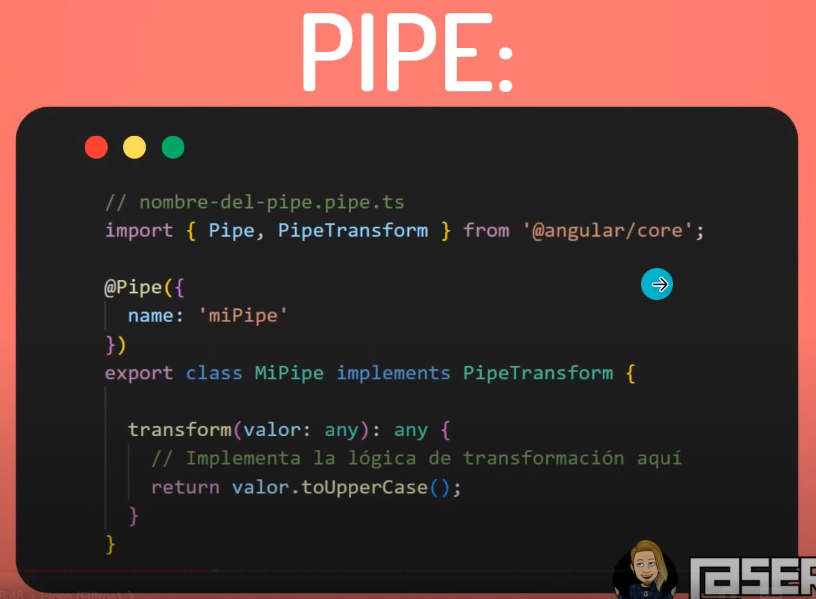 PIPE:
// nombre-del-pipe.pipe.ts
import { Pipe, PipeTransform } from '@angular/core';
@Pipe({
name: 'miPipe'
})
export class MiPipe implements PipeTransform {
transform(valor: any): any {
// Implementa la lógica de transformación aquí
return valor.toUpperCase();
}
}